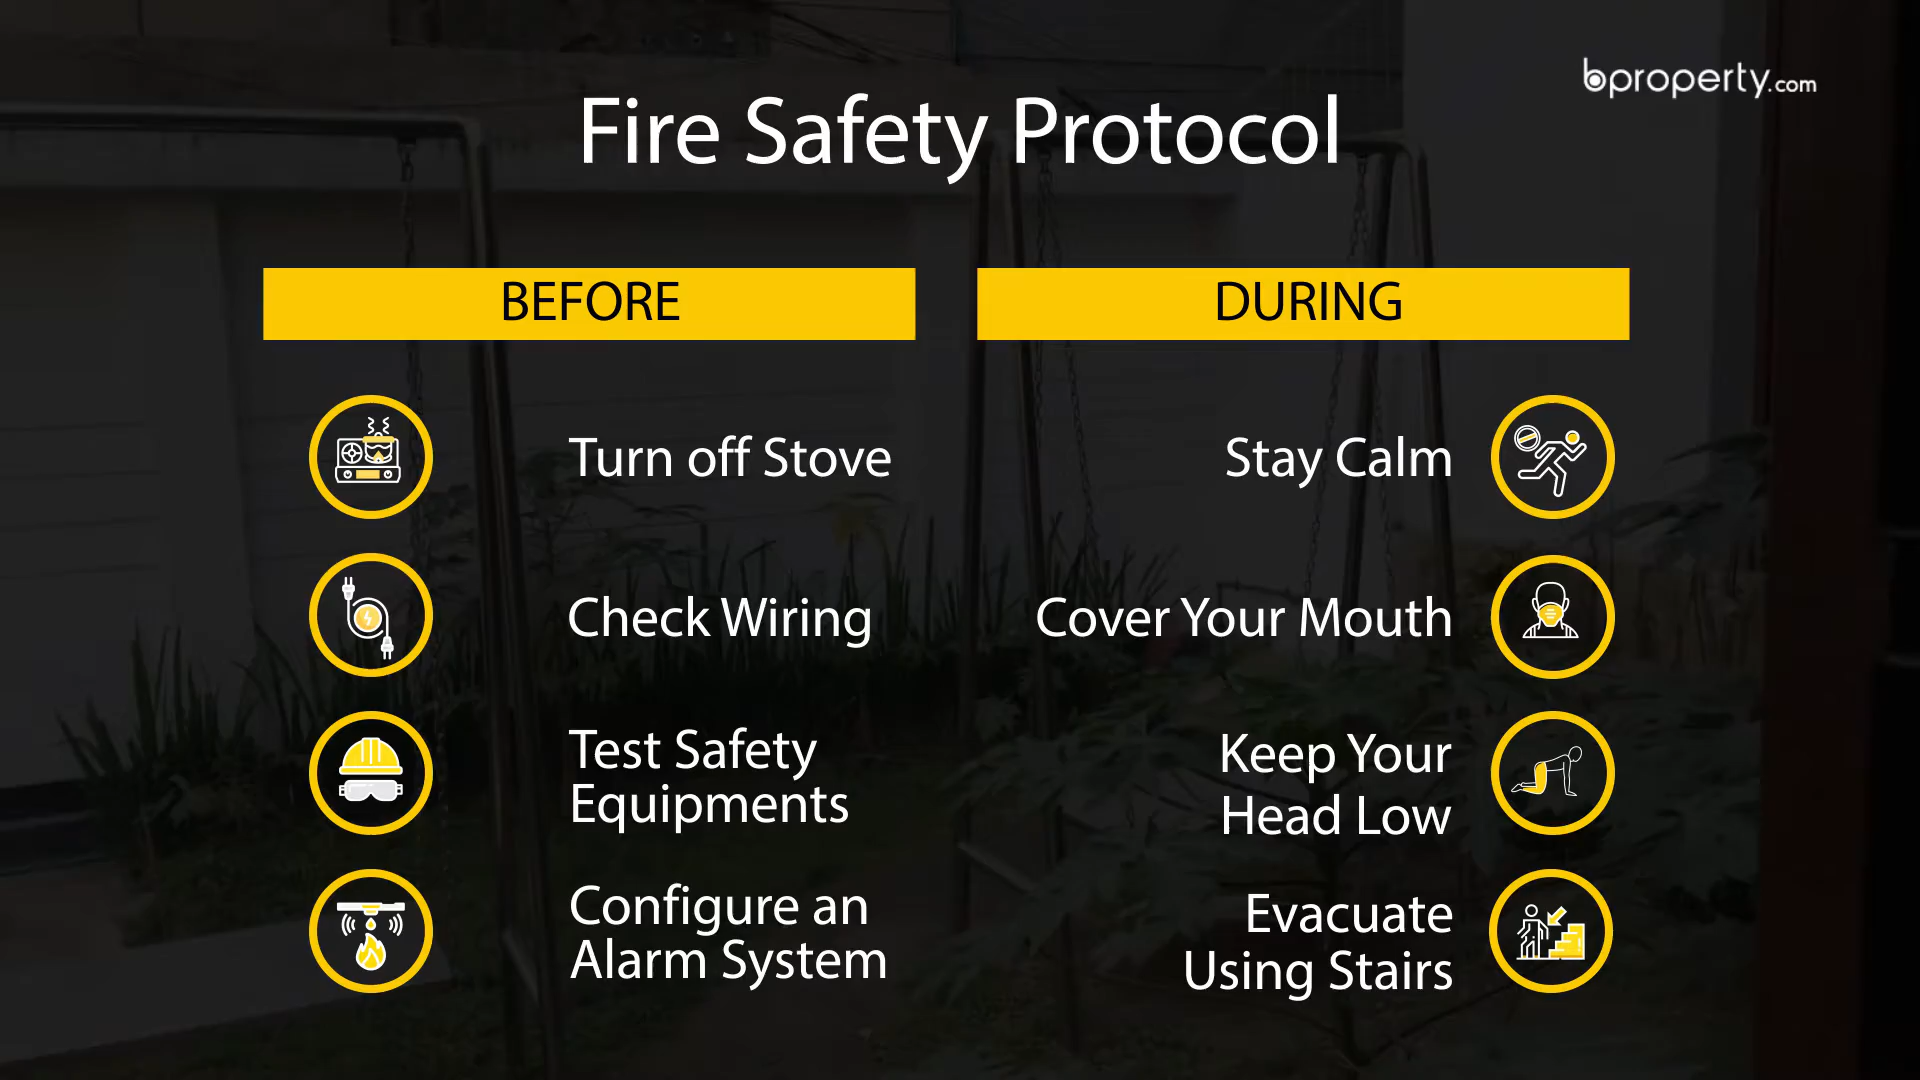 bproperty.com
Fire Safety Protocol
BEFORE
Turn off Stove
Check Wiring
Test Safety
Equipments
Configure an
Alarm System
DURING
Stay Calm
Cover Your Mouth
Keep Your
Head Low
Evacuate
Using Stairs